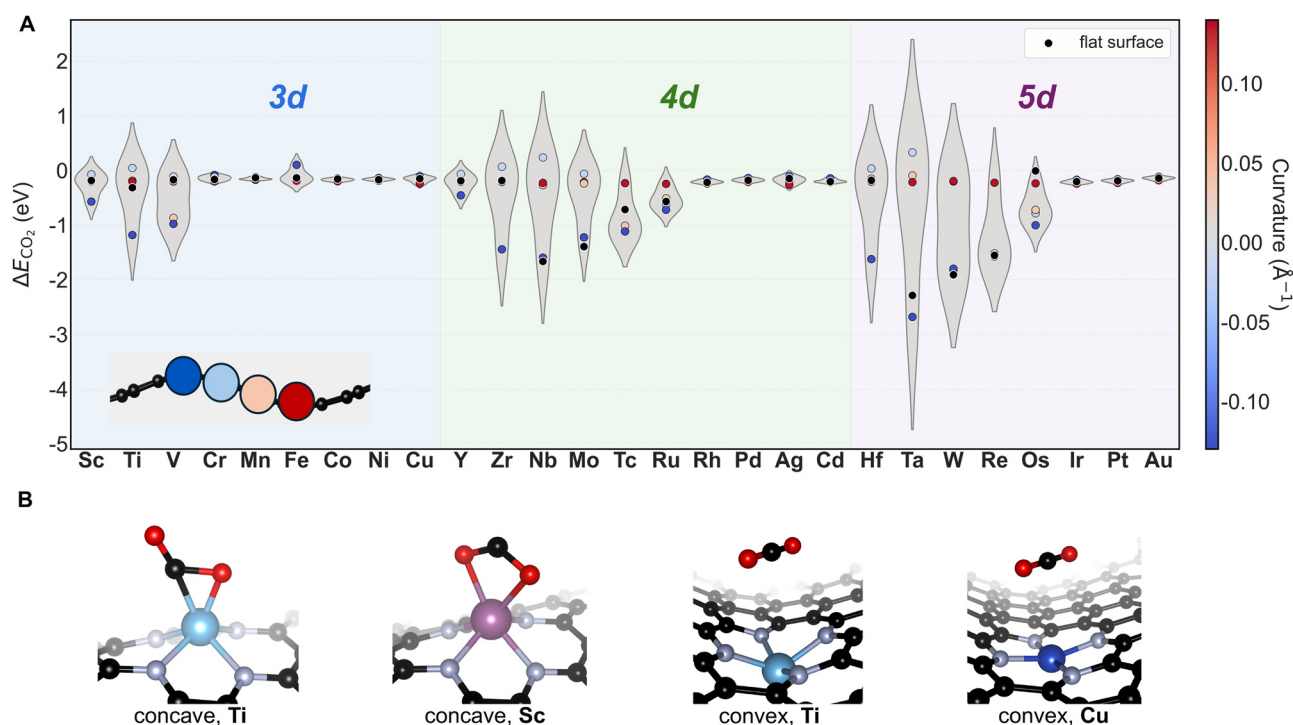 A
flat surface
3d
4d
5d
2
1
0
-1
-2
-3
-4
-5
ΔE_CO₂ (eV)
Sc Ti V Cr Mn Fe Co Ni Cu Y Zr Nb Mo Tc Ru Rh Pd Ag Cd Hf Ta W Re Os Ir Pt Au
0.10
0.05
0.00
-0.05
-0.10
Curvature (Å⁻¹)
B
concave, Ti
concave, Sc
convex, Ti
convex, Cu